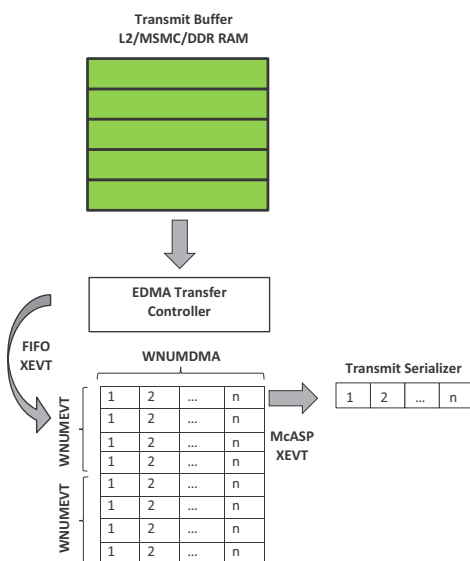 Transmit Buffer
L2/MSMC/DDR RAM
EDMA Transfer
Controller
FIFO
XEVT
WNUMDMA
Transmit Serializer
1 2 ... n
McASP
XEVT
WNUMEVT
1 2 ... n
1 2 ... n
1 2 ... n
1 2 ... n
WNUMEVT
1 2 ... n
1 2 ... n
1 2 ... n
1 2 ... n